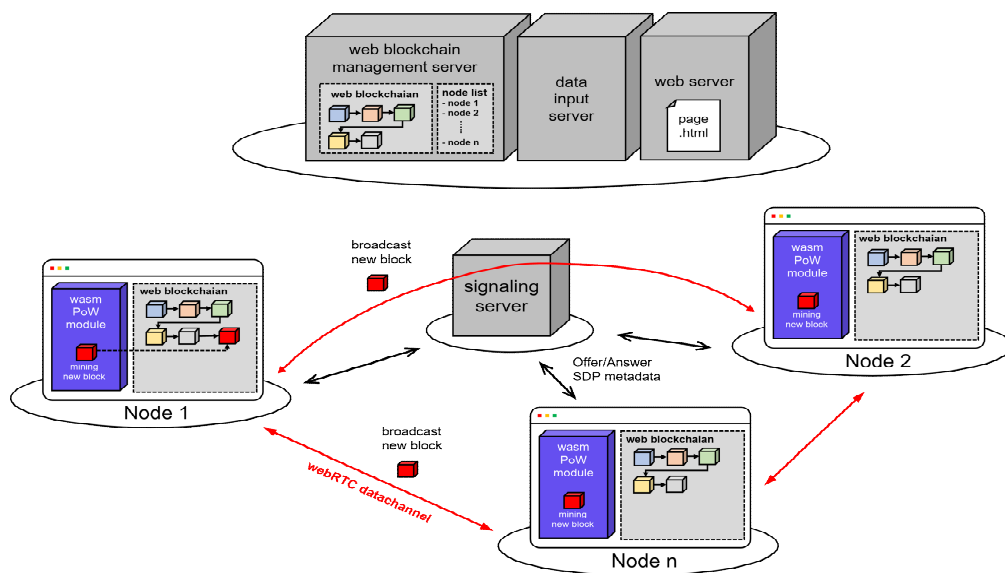 web blockchain
management server
web blockchaian
node list
- node 1
- node 2
- node n
data
input
server
web server
page
.html
broadcast
new block
signaling
server
wasm
PoW
module
mining
new block
web blockchaian
Node 1
wasm
PoW
module
mining
new block
web blockchaian
Node 2
Offer/Answer
SDP metadata
broadcast
new block
webRTC datachannel
wasm
PoW
module
mining
new block
web blockchaian
Node n